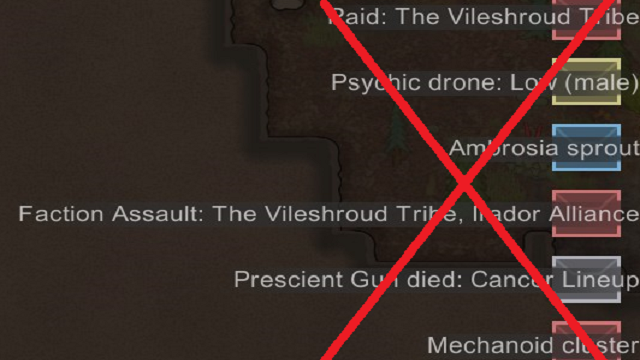 Raid: The Vileshroud Tribe
Psychic drone: Low (male)
Ambrosia sprout
Faction Assault: The Vileshroud Tribe, Irador Alliance
Prescient Gun died: Cancer Lineup
Mechanoid cluster